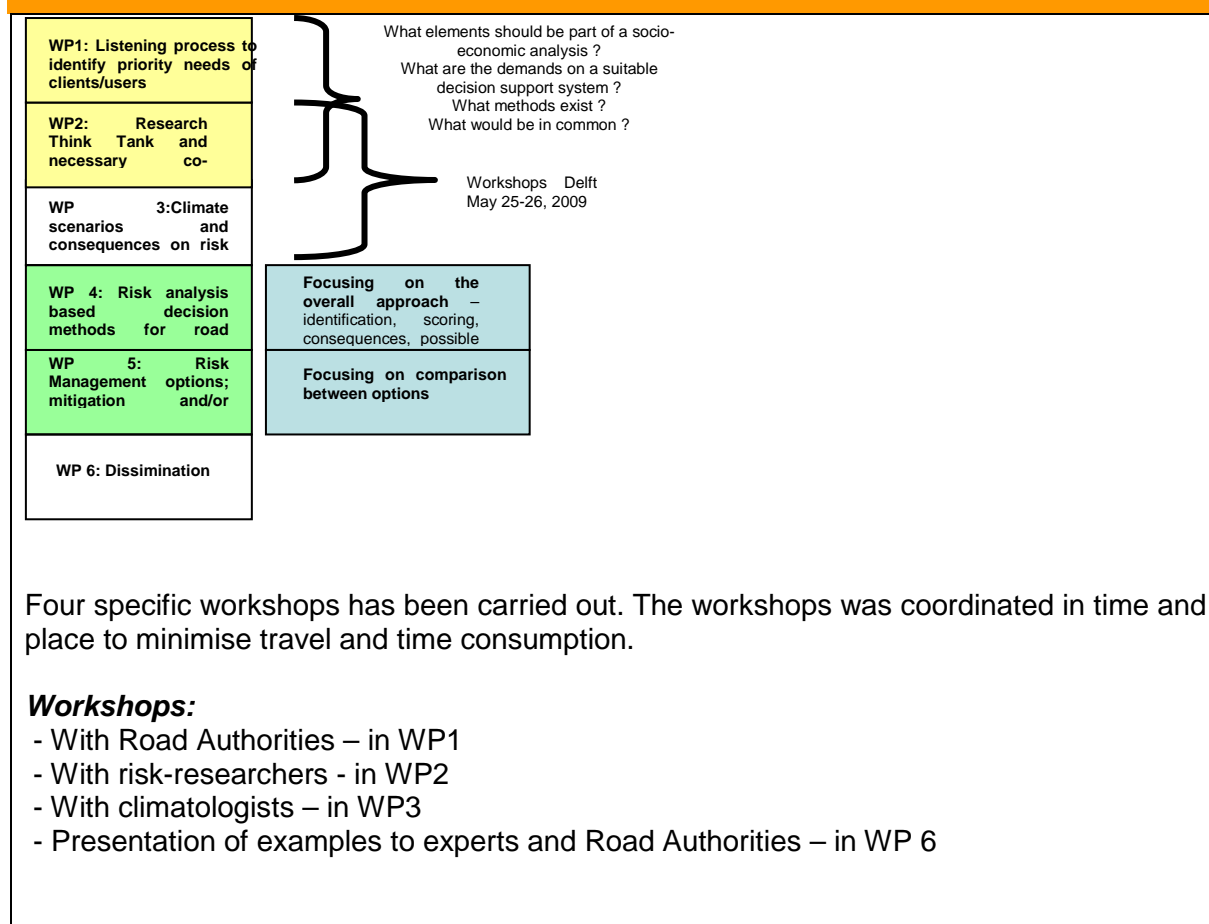 WP1: Listening process to
identify priority needs of
clients/users
What elements should be part of a socio-
economic analysis ?
What are the demands on a suitable
decision support system ?
What methods exist ?
What would be in common ?
WP2: Research
Think Tank and
necessary co-
Workshops Delft
May 25-26, 2009
WP 3:Climate
scenarios and
consequences on risk
WP 4: Risk analysis
based decision
methods for road
Focusing on the
overall approach –
identification, scoring,
consequences, possible
WP 5: Risk
Management options;
mitigation and/or
Focusing on comparison
between options
WP 6: Dissimination
Four specific workshops has been carried out. The workshops was coordinated in time and
place to minimise travel and time consumption.
Workshops:
- With Road Authorities – in WP1
- With risk-researchers - in WP2
- With climatologists – in WP3
- Presentation of examples to experts and Road Authorities – in WP 6